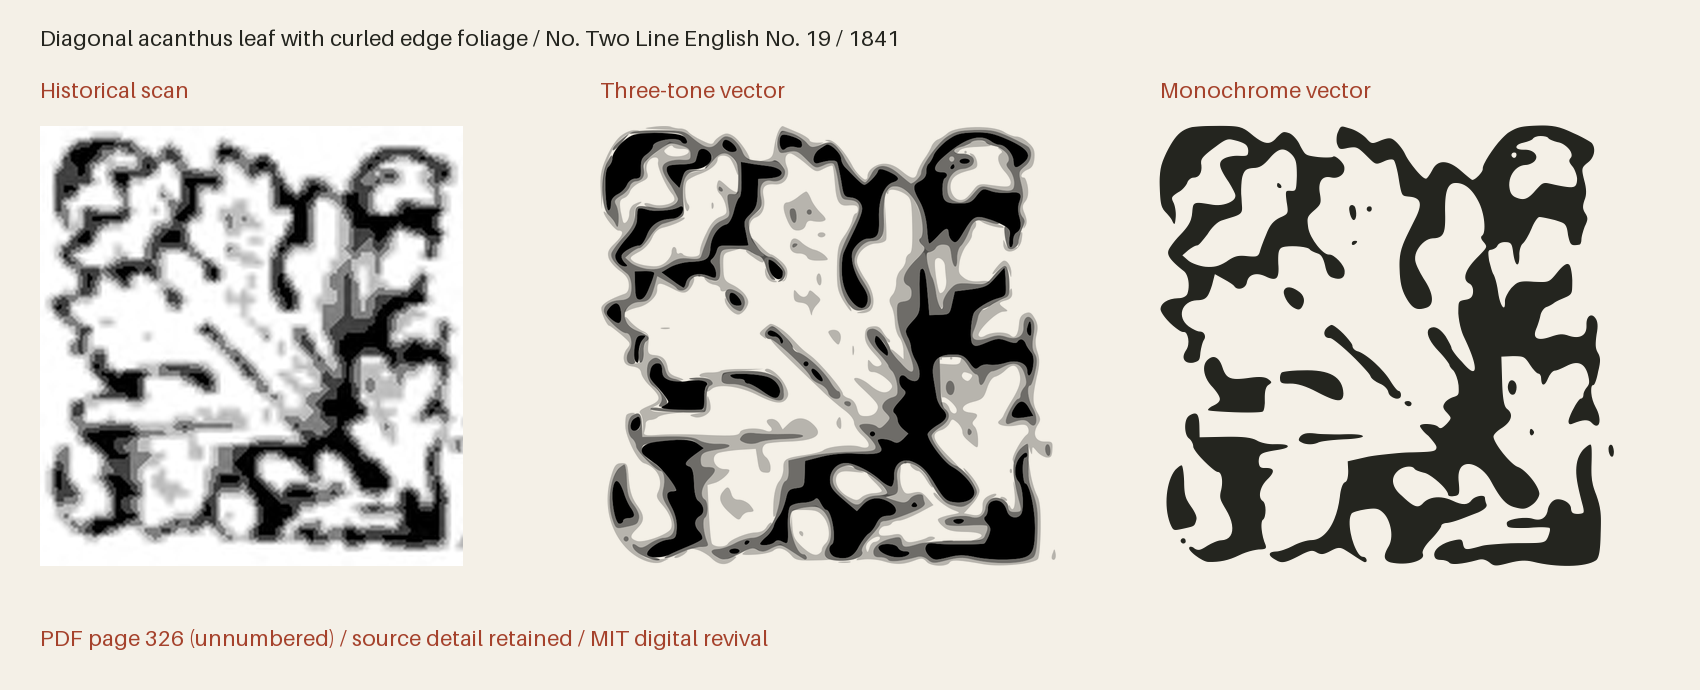 Diagonal acanthus leaf with curled edge foliage / No. Two Line English No. 19 / 1841
Historical scan
Three-tone vector
Monochrome vector
PDF page 326 (unnumbered) / source detail retained / MIT digital revival